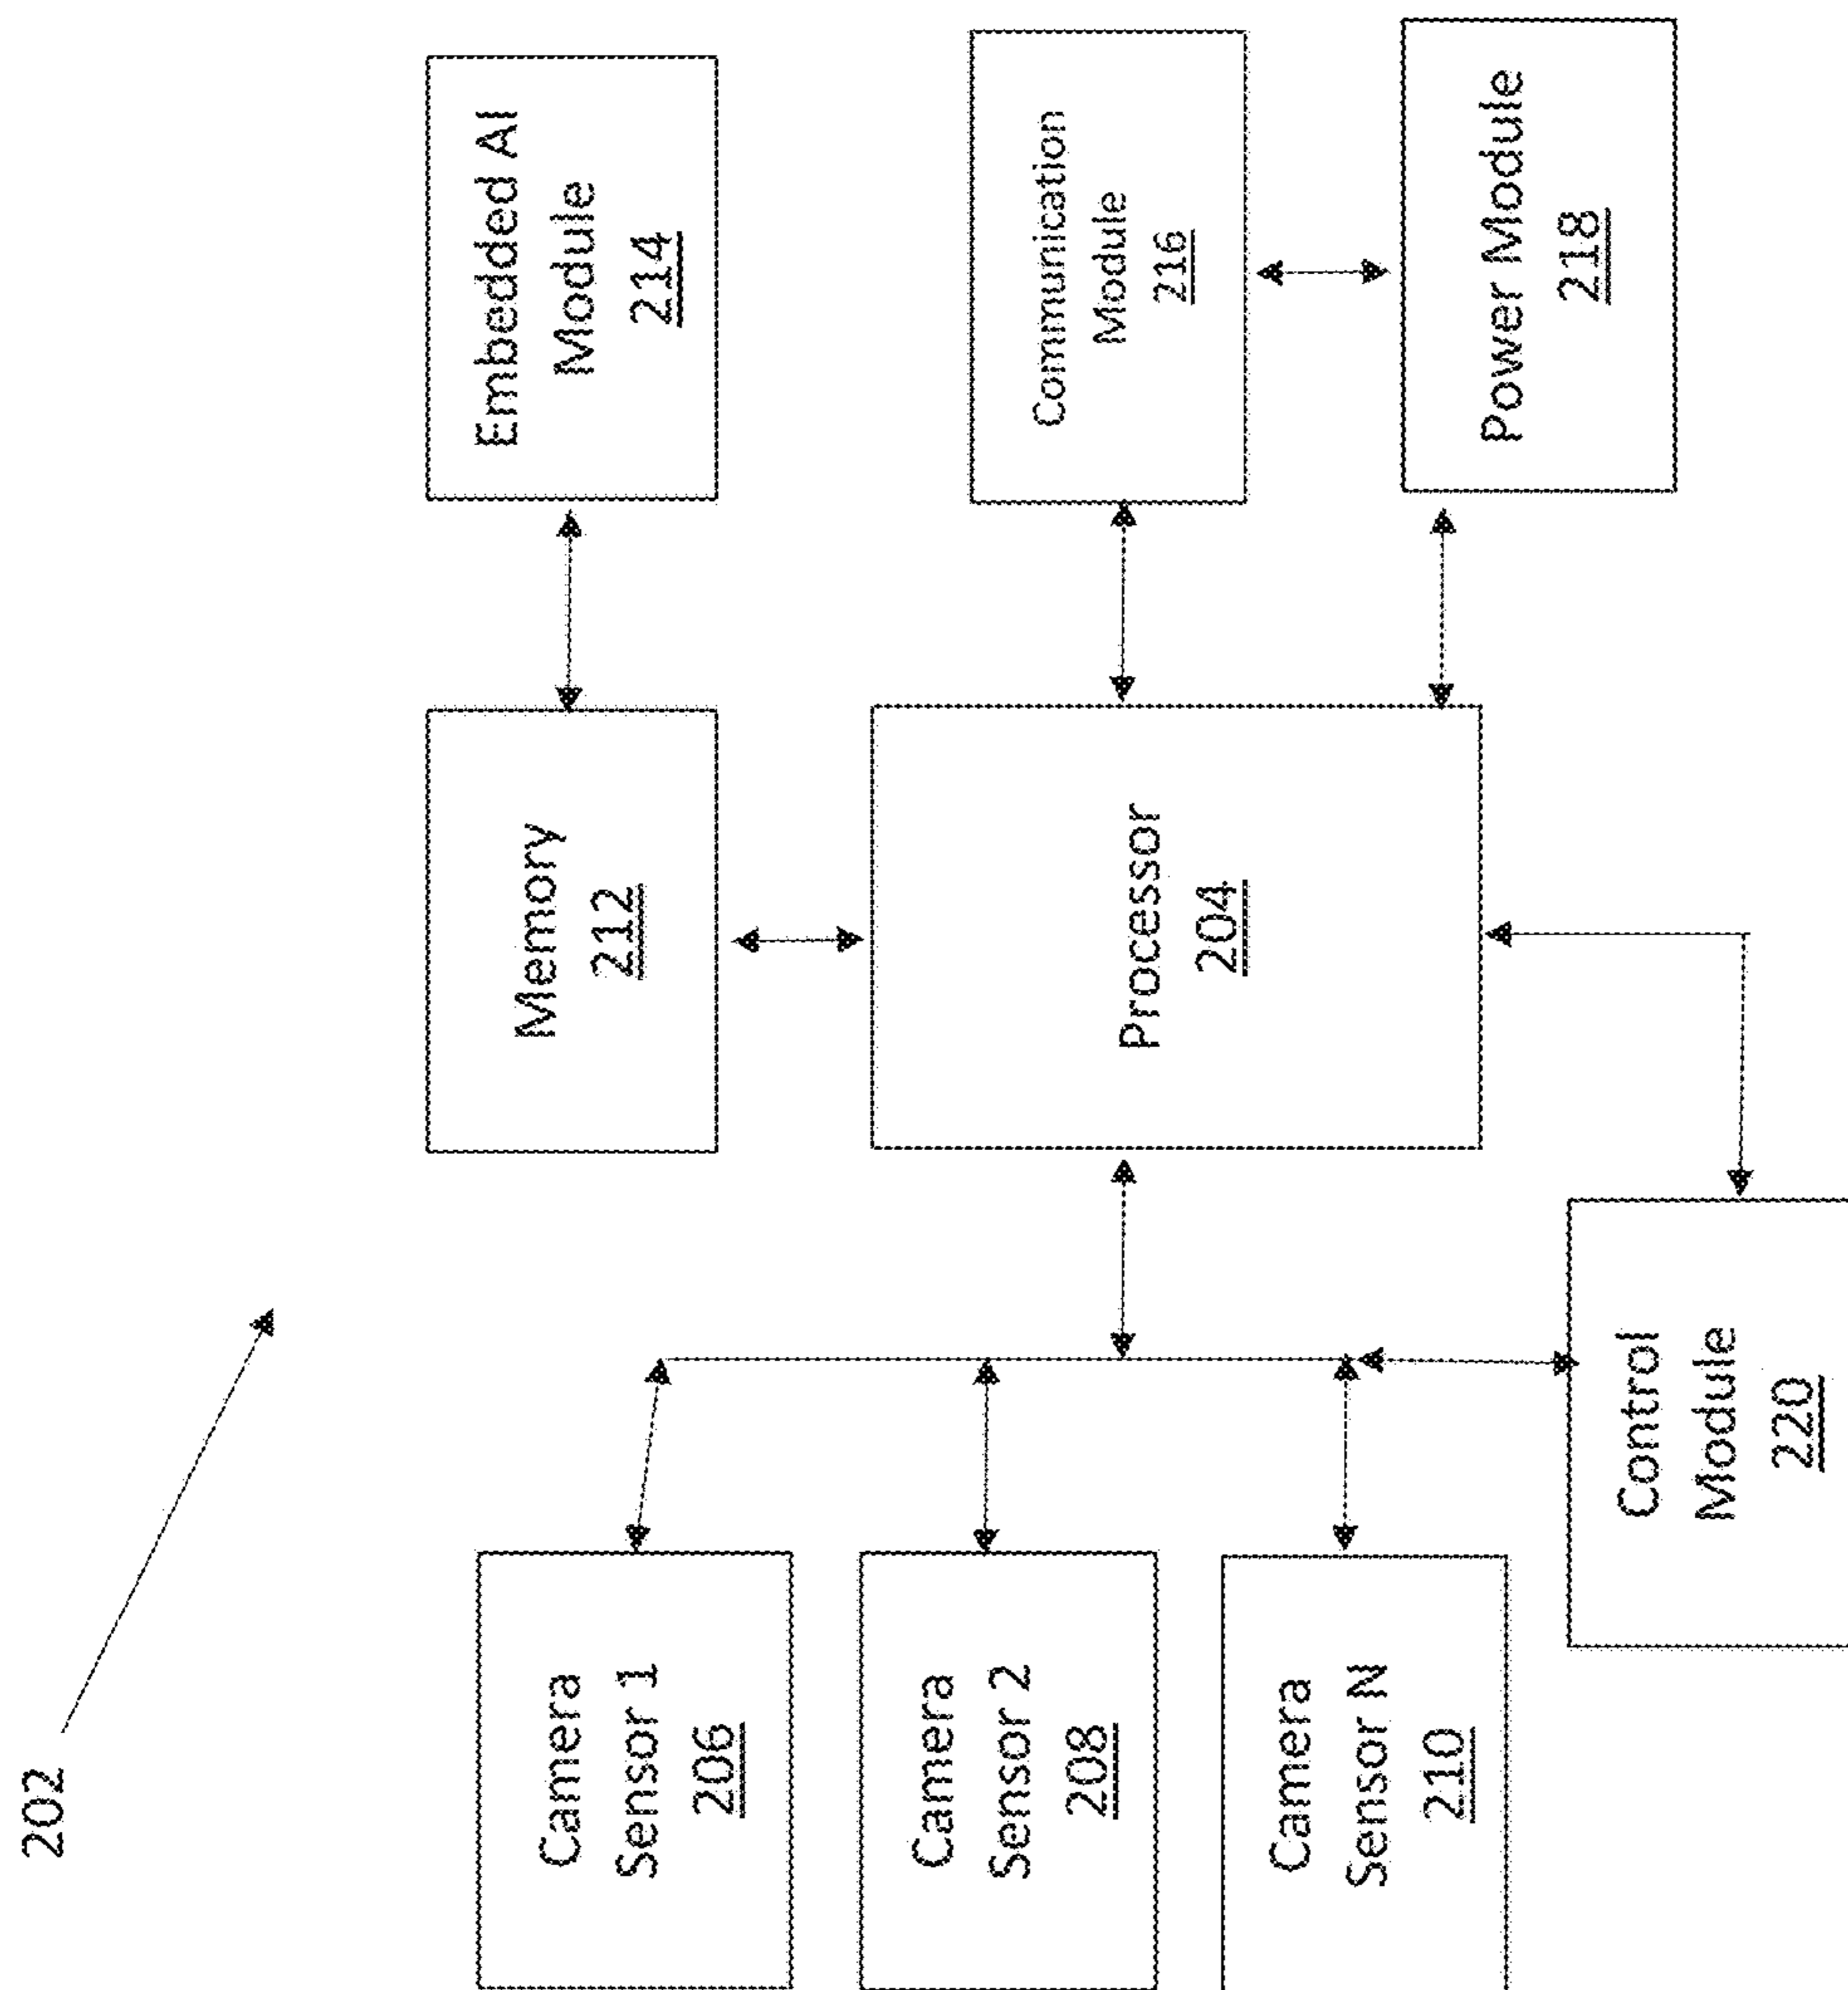 202
Camera
Sensor 1
206
Camera
Sensor 2
208
Camera
Sensor N
210
Memory
212
Processor
204
Control
Module
220
Embedded AI
Module
214
Communication
Module
216
Power Module
218